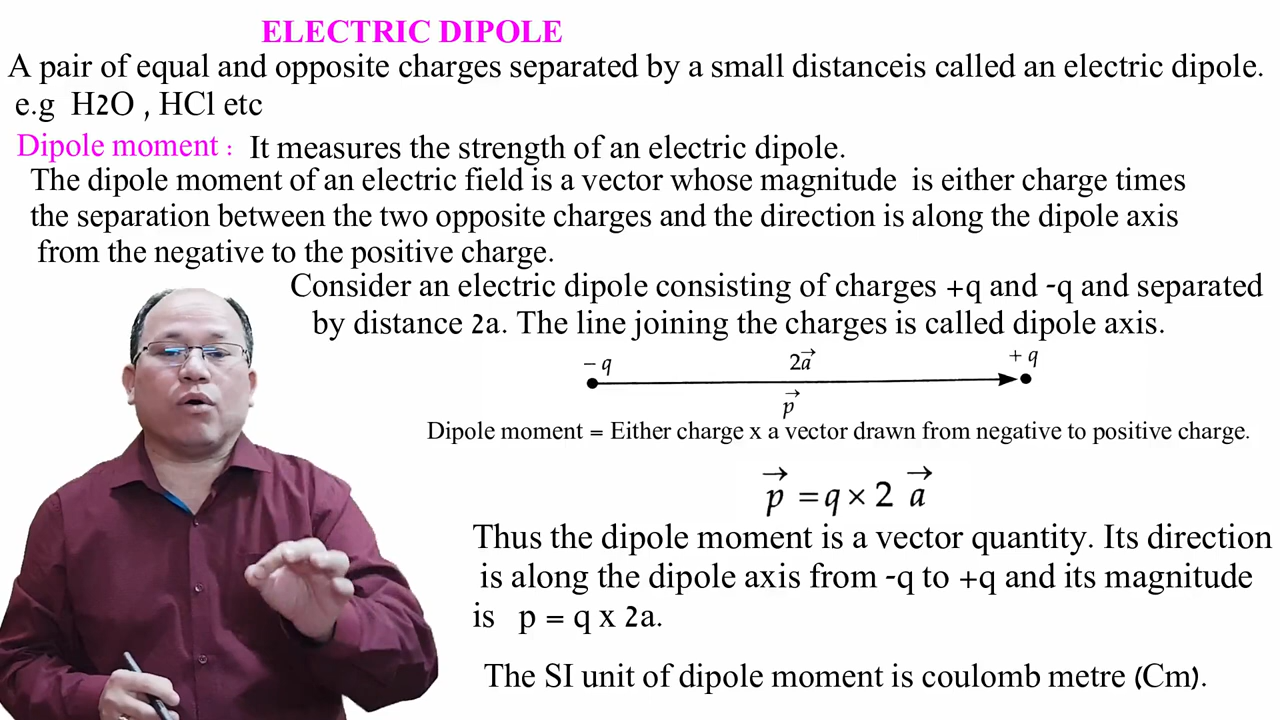 ELECTRIC DIPOLE
A pair of equal and opposite charges separated by a small distanceis called an electric dipole.
e.g H2O , HCl etc
Dipole moment : It measures the strength of an electric dipole.
The dipole moment of an electric field is a vector whose magnitude is either charge times
the separation between the two opposite charges and the direction is along the dipole axis
from the negative to the positive charge.
Consider an electric dipole consisting of charges +q and -q and separated
by distance 2a. The line joining the charges is called dipole axis.
− q 2a⃗ + q
p⃗
Dipole moment = Either charge x a vector drawn from negative to positive charge.
p⃗ = q × 2 a⃗
Thus the dipole moment is a vector quantity. Its direction
is along the dipole axis from -q to +q and its magnitude
is p = q x 2a.
The SI unit of dipole moment is coulomb metre (Cm).